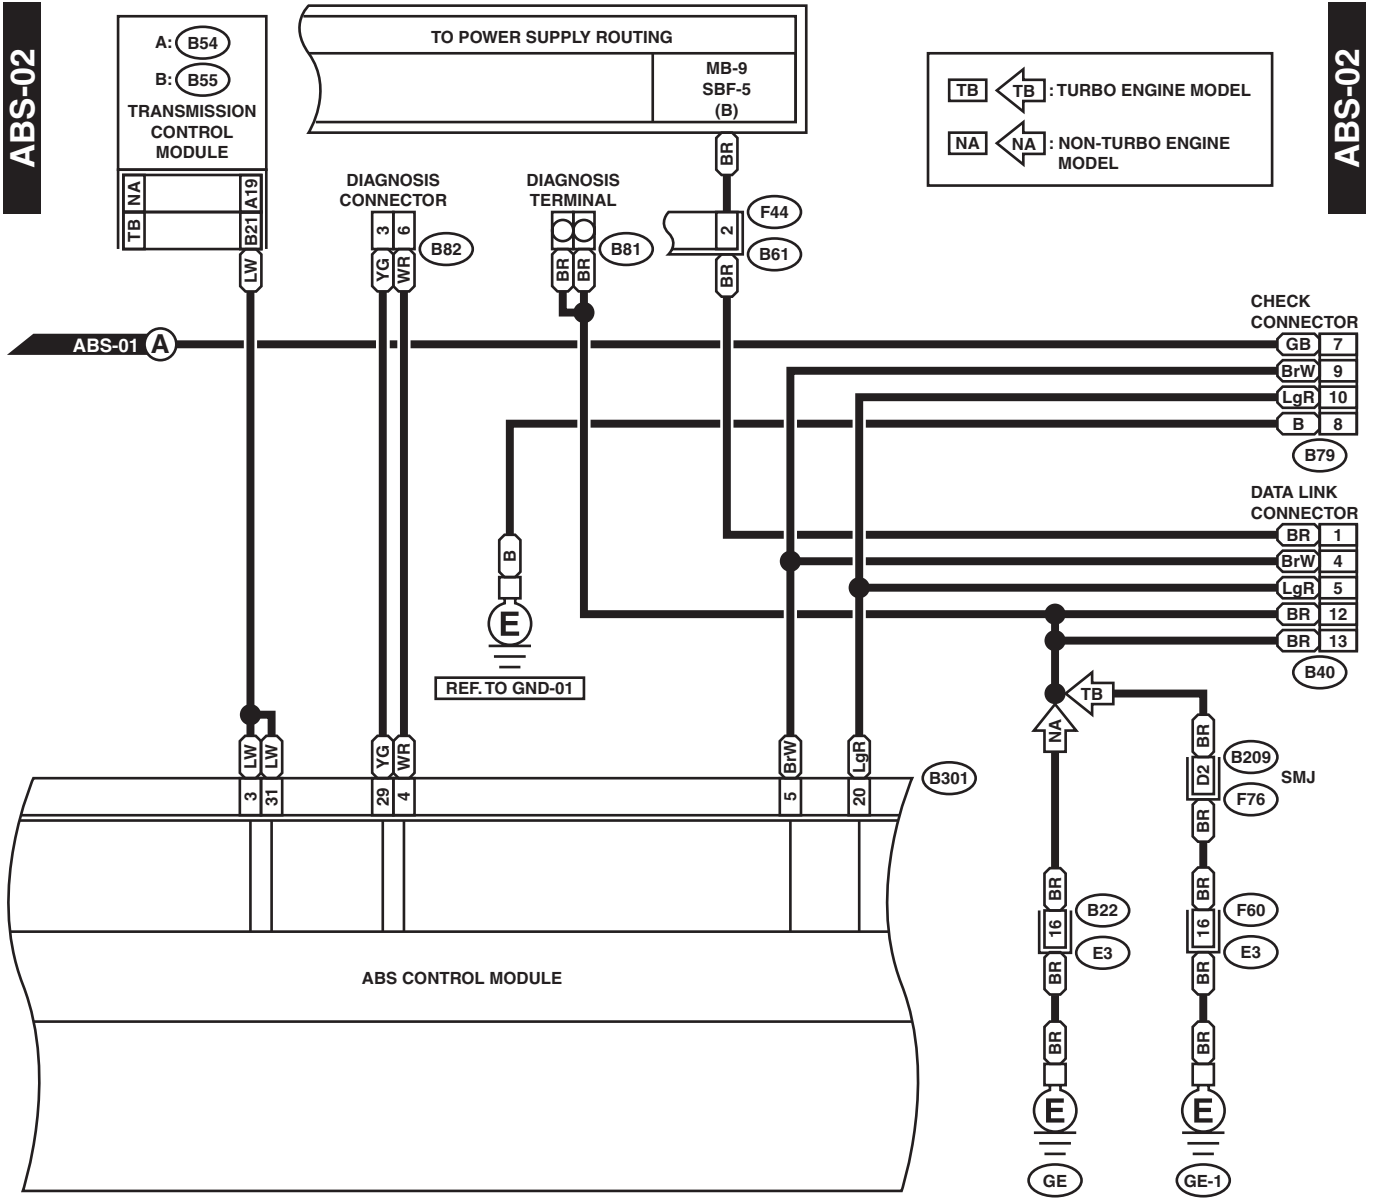 ABS-02
ABS-02
A: B54
B: B55
TRANSMISSION
CONTROL
MODULE
NA A19
TB B21
LW
TO POWER SUPPLY ROUTING
MB-9
SBF-5
(B)
BR
TB TB : TURBO ENGINE MODEL
NA NA : NON-TURBO ENGINE
MODEL
DIAGNOSIS
CONNECTOR
3 6
B82
YG WR
DIAGNOSIS
TERMINAL
B81
BR BR
2
F44
B61
BR
ABS-01 A
CHECK
CONNECTOR
GB 7
BrW 9
LgR 10
B 8
B79
DATA LINK
CONNECTOR
BR 1
BrW 4
LgR 5
BR 12
BR 13
B40
B
E
REF. TO GND-01
TB
NA
BR
D2
B209
F76
SMJ
BR
LW LW YG WR BrW LgR
3 31 29 4 5 20
B301
ABS CONTROL MODULE
BR
16
B22
E3
BR
BR
E
GE
BR
16
F60
E3
BR
BR
E
GE-1